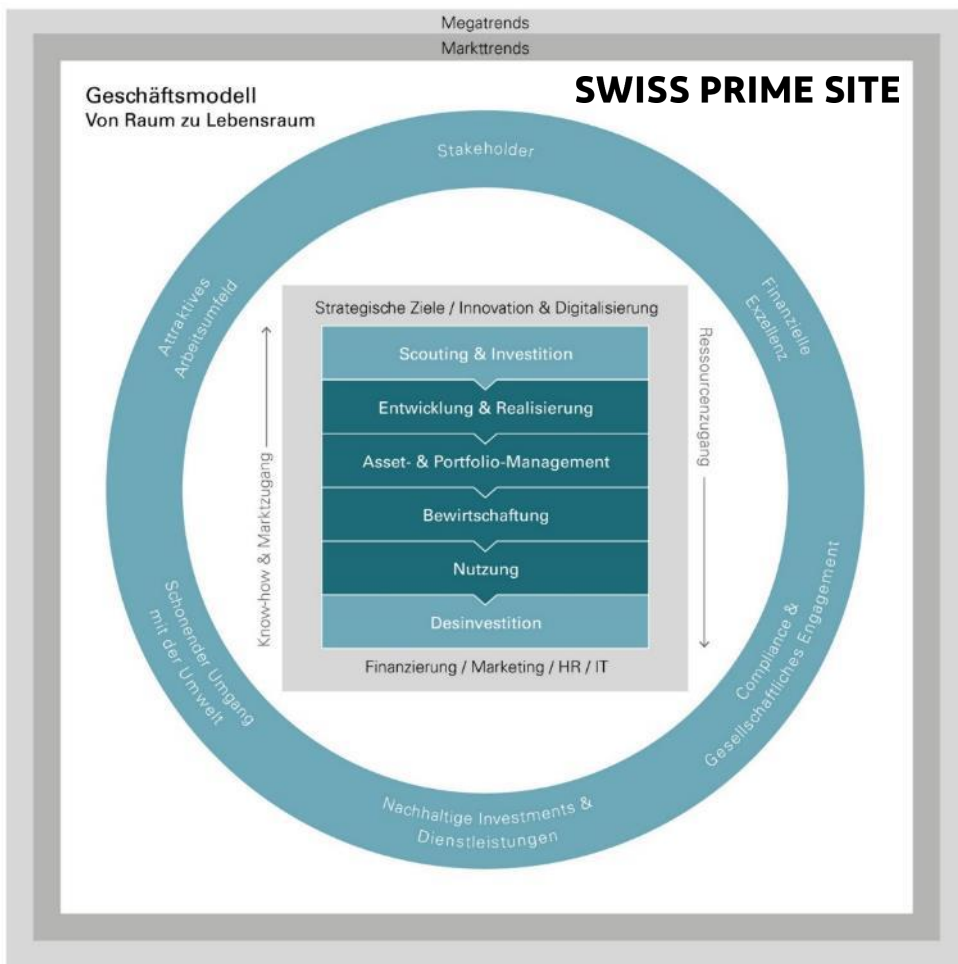 Megatrends
Markttrends
Geschäftsmodell
Von Raum zu Lebensraum
SWISS PRIME SITE
Stakeholder
Attraktives
Arbeitsumfeld
Finanzielle
Exzellenz
Strategische Ziele / Innovation & Digitalisierung
Know-how & Marktzugang
Scouting & Investition
Entwicklung & Realisierung
Asset- & Portfolio-Management
Bewirtschaftung
Nutzung
Desinvestition
Ressourcenzugang
Finanzierung / Marketing / HR / IT
Schonender Umgang
mit der Umwelt
Compliance &
Gesellschaftliches Engagement
Nachhaltige Investments &
Dienstleistungen